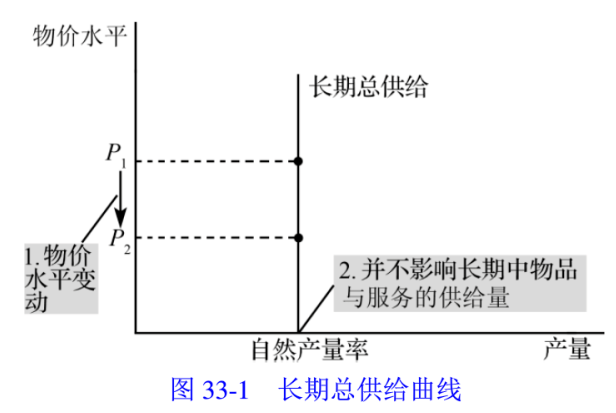 物价水平
长期总供给
P1
P2
1.物价
水平变
动
2.并不影响长期中物品
与服务的供给量
自然产量率
产量
图 33-1 长期总供给曲线